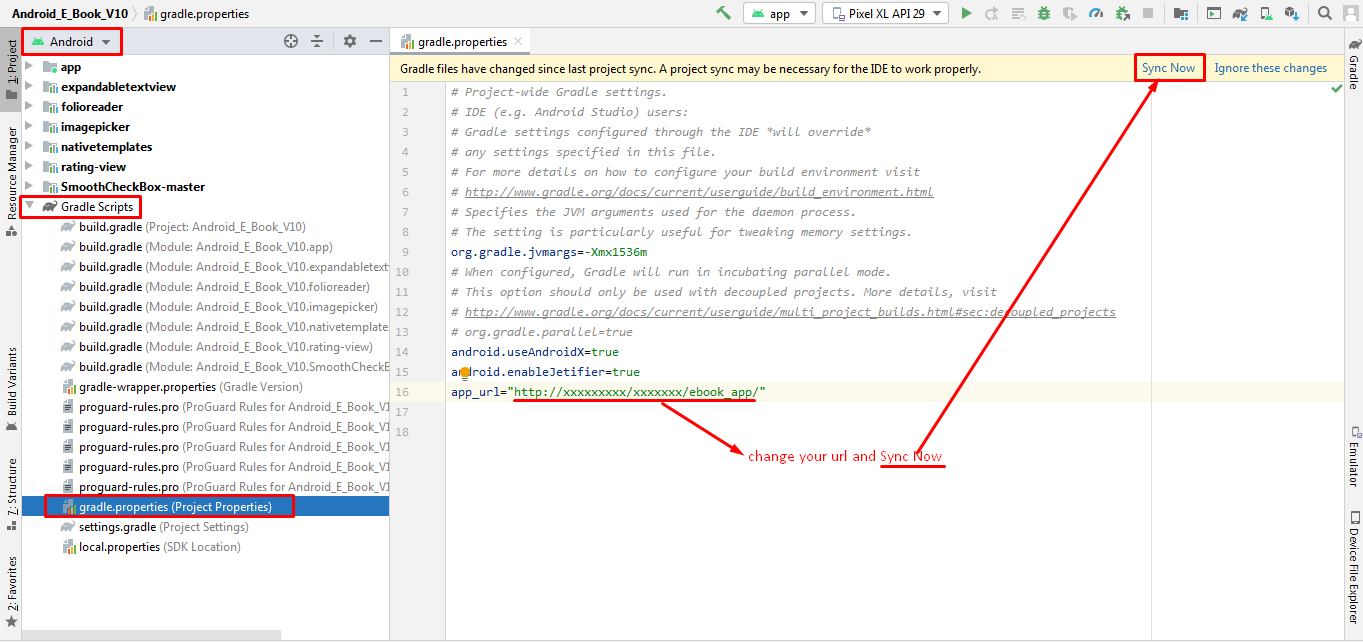 Android_E_Book_V10 gradle.properties
app Pixel XL API 29
Android
gradle.properties
Gradle files have changed since last project sync. A project sync may be necessary for the IDE to work properly.
Sync Now Ignore these changes
1: Project
Resource Manager
Build Variants
7: Structure
2: Favorites
app
expandabletextview
folioreader
imagepicker
nativetemplates
rating-view
SmoothCheckBox-master
Gradle Scripts
build.gradle (Project: Android_E_Book_V10)
build.gradle (Module: Android_E_Book_V10.app)
build.gradle (Module: Android_E_Book_V10.expandabletext
build.gradle (Module: Android_E_Book_V10.folioreader)
build.gradle (Module: Android_E_Book_V10.imagepicker)
build.gradle (Module: Android_E_Book_V10.nativetemplate
build.gradle (Module: Android_E_Book_V10.rating-view)
build.gradle (Module: Android_E_Book_V10.SmoothCheckB
gradle-wrapper.properties (Gradle Version)
proguard-rules.pro (ProGuard Rules for Android_E_Book_V1
proguard-rules.pro (ProGuard Rules for Android_E_Book_V1
proguard-rules.pro (ProGuard Rules for Android_E_Book_V1
proguard-rules.pro (ProGuard Rules for Android_E_Book_V1
proguard-rules.pro (ProGuard Rules for Android_E_Book_V1
gradle.properties (Project Properties)
settings.gradle (Project Settings)
local.properties (SDK Location)
1 # Project-wide Gradle settings.
2 # IDE (e.g. Android Studio) users:
3 # Gradle settings configured through the IDE *will override*
4 # any settings specified in this file.
5 # For more details on how to configure your build environment visit
6 # http://www.gradle.org/docs/current/userguide/build_environment.html
7 # Specifies the JVM arguments used for the daemon process.
8 # The setting is particularly useful for tweaking memory settings.
9 org.gradle.jvmargs=-Xmx1536m
10 # When configured, Gradle will run in incubating parallel mode.
11 # This option should only be used with decoupled projects. More details, visit
12 # http://www.gradle.org/docs/current/userguide/multi_project_builds.html#sec:decoupled_projects
13 # org.gradle.parallel=true
14 android.useAndroidX=true
15 android.enableJetifier=true
16 app_url="http://xxxxxxxxx/xxxxxxx/ebook_app/"
17
18
change your url and Sync Now
Gradle
Emulator
Device File Explorer